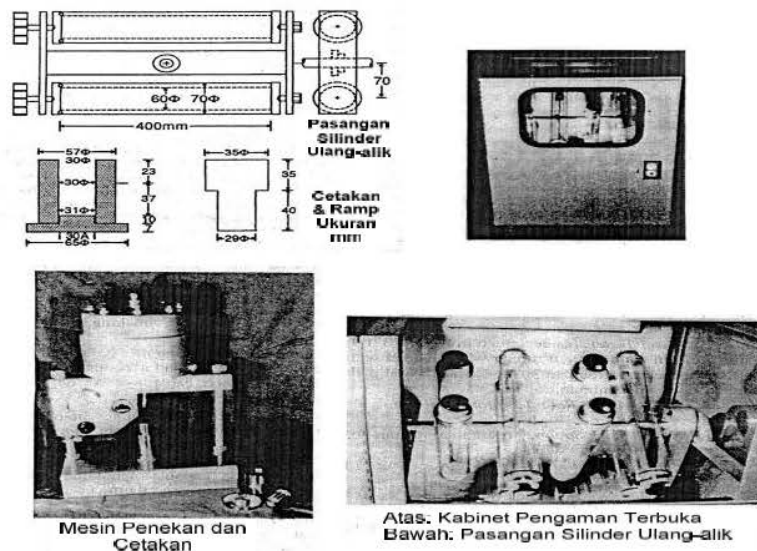 60Φ
70Φ
70
400mm
Pasangan
Silinder
Ulang-alik
57Φ
30Φ
23
30Φ
37
31Φ
30A
65Φ
35Φ
35
40
29Φ
Cetakan
& Ramp
Ukuran
mm
Mesin Penekan dan
Cetakan
Atas: Kabinet Pengaman Terbuka
Bawah: Pasangan Silinder Ulang-alik